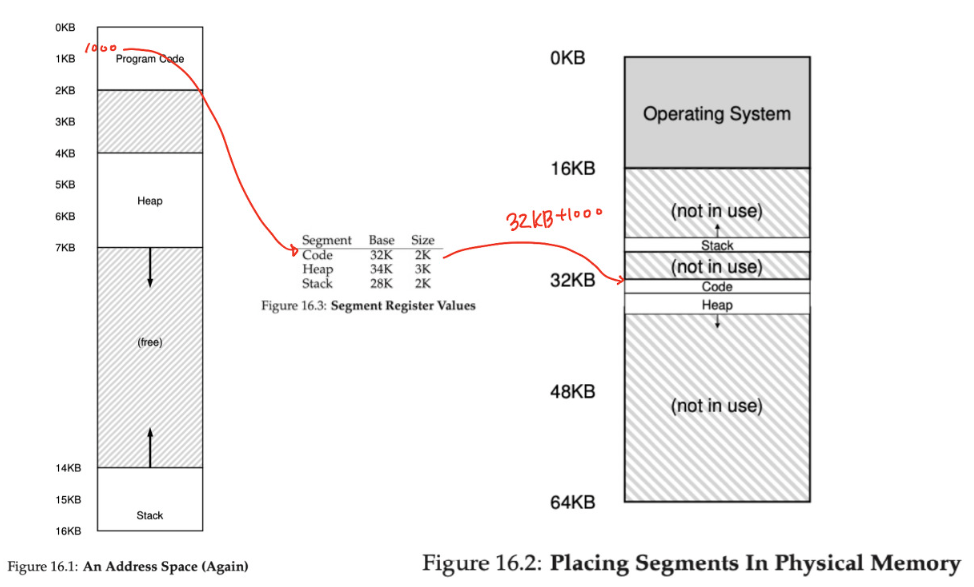 0KB
1000
1KB
Program Code
2KB
3KB
4KB
5KB
Heap
6KB
7KB
(free)
14KB
15KB
Stack
16KB
Figure 16.1: An Address Space (Again)
Segment Base Size
Code 32K 2K
Heap 34K 3K
Stack 28K 2K
Figure 16.3: Segment Register Values
32KB+1000
0KB
Operating System
16KB
(not in use)
Stack
(not in use)
32KB
Code
Heap
48KB
(not in use)
64KB
Figure 16.2: Placing Segments In Physical Memory